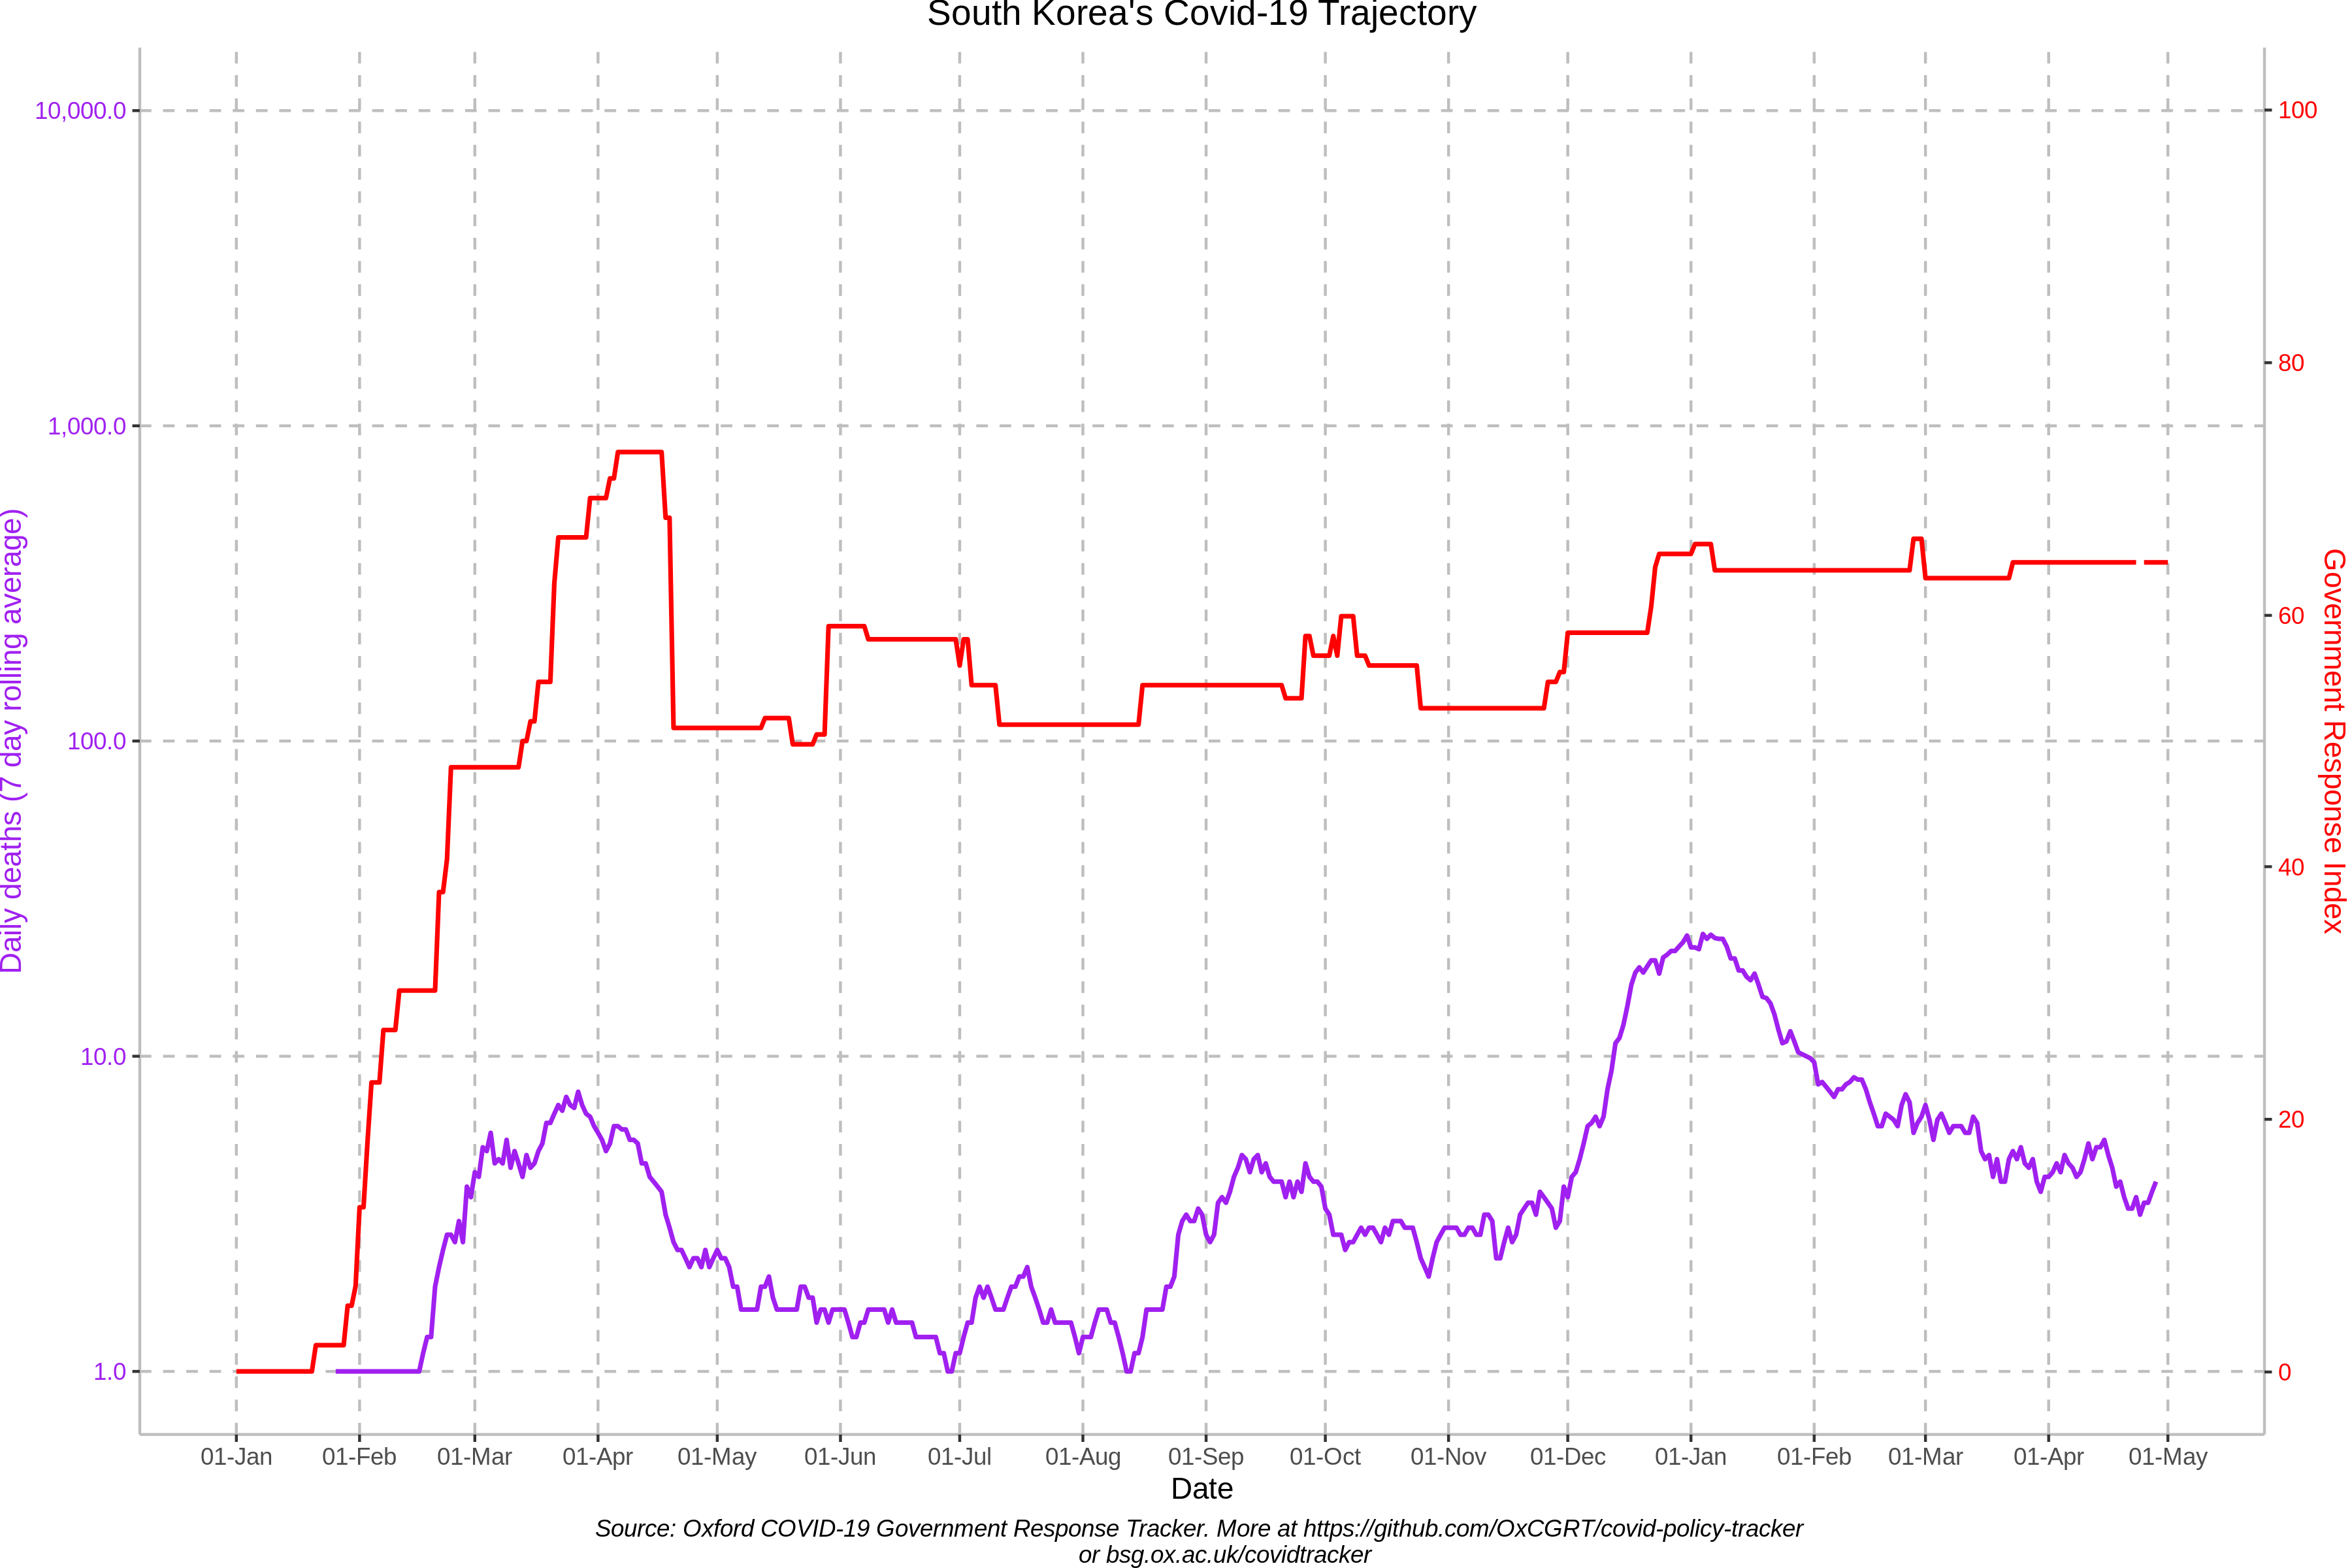 South Korea's Covid-19 Trajectory
10,000.0
1,000.0
100.0
10.0
1.0
Daily deaths (7 day rolling average)
100
80
60
40
20
0
Government Response Index
01-Jan 01-Feb 01-Mar 01-Apr 01-May 01-Jun 01-Jul 01-Aug 01-Sep 01-Oct 01-Nov 01-Dec 01-Jan 01-Feb 01-Mar 01-Apr 01-May
Date
Source: Oxford COVID-19 Government Response Tracker. More at https://github.com/OxCGRT/covid-policy-tracker
or bsg.ox.ac.uk/covidtracker